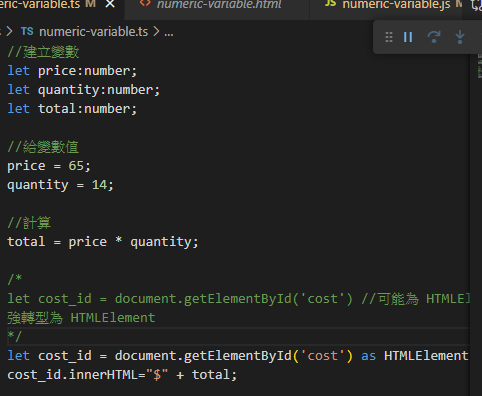 numeric-variable.ts M
numeric-variable.html
JS numeric-variable.js M
TS numeric-variable.ts > ...
//建立變數
let price:number;
let quantity:number;
let total:number;
//給變數值
price = 65;
quantity = 14;
//計算
total = price * quantity;
/*
let cost_id = document.getElementById('cost') //可能為 HTMLEl
強轉型為 HTMLElement
*/
let cost_id = document.getElementById('cost') as HTMLElement
cost_id.innerHTML="$" + total;